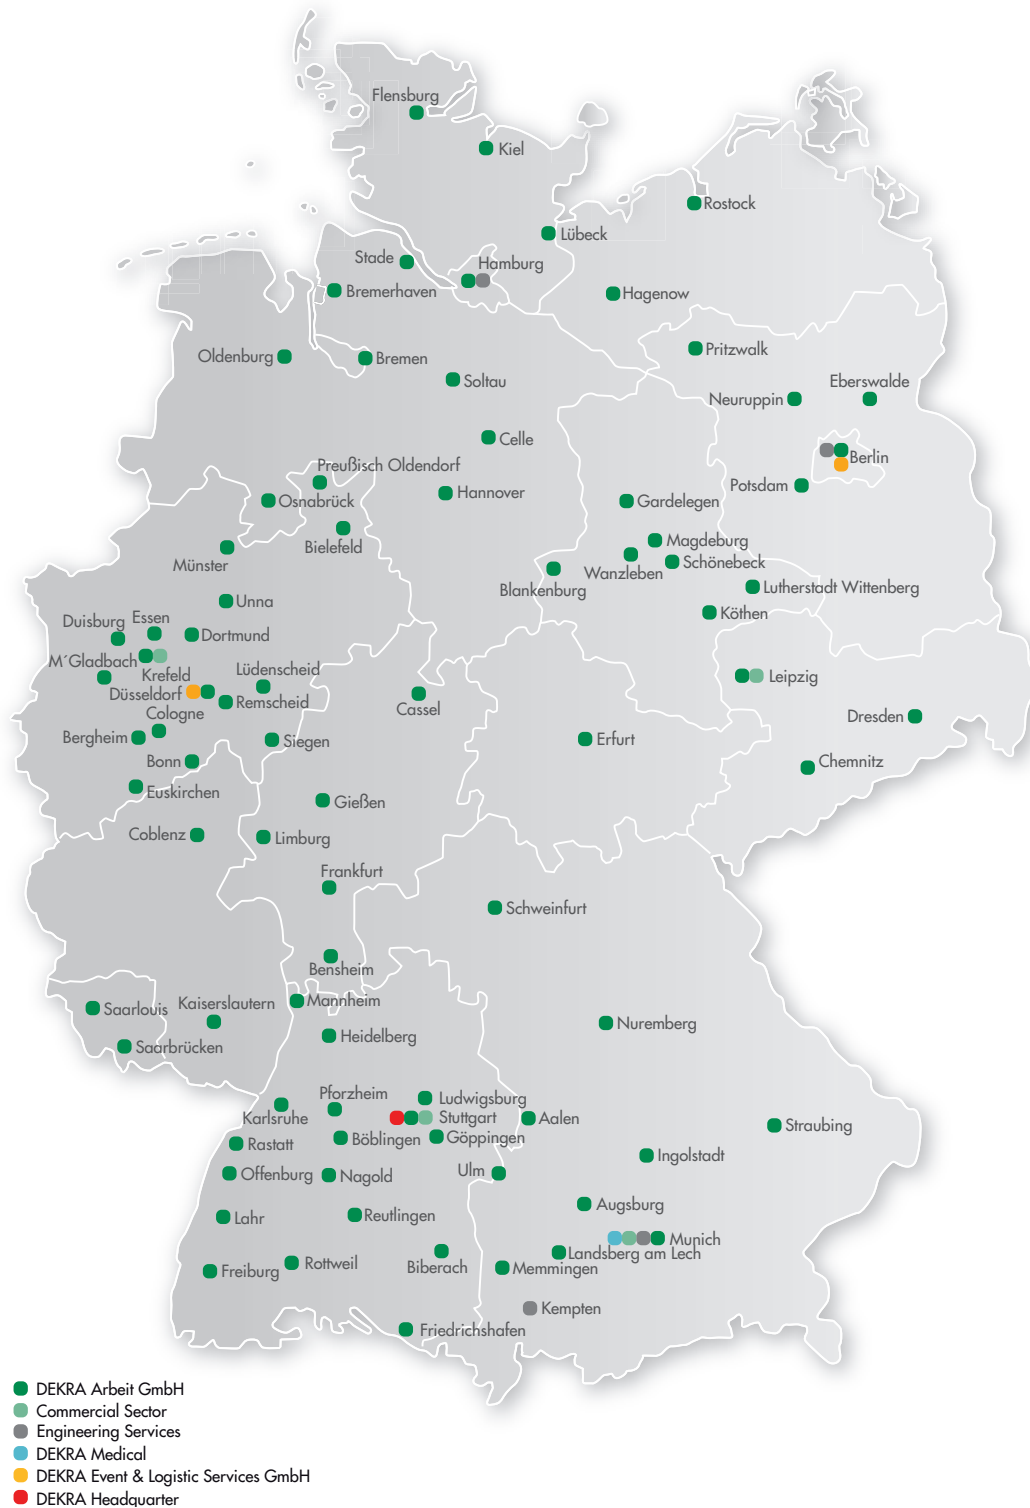 Flensburg
Kiel
Rostock
Lübeck
Stade
Hamburg
Bremerhaven
Hagenow
Oldenburg
Bremen
Pritzwalk
Soltau
Eberswalde
Neuruppin
Celle
Berlin
Preußisch Oldendorf
Potsdam
Osnabrück
Hannover
Gardelegen
Bielefeld
Magdeburg
Münster
Wanzleben
Schönebeck
Blankenburg
Lutherstadt Wittenberg
Unna
Köthen
Duisburg
Essen
Dortmund
M´Gladbach
Krefeld
Lüdenscheid
Leipzig
Düsseldorf
Remscheid
Cassel
Cologne
Dresden
Bergheim
Siegen
Erfurt
Bonn
Chemnitz
Euskirchen
Gießen
Coblenz
Limburg
Frankfurt
Schweinfurt
Bensheim
Saarlouis
Kaiserslautern
Mannheim
Nuremberg
Heidelberg
Saarbrücken
Pforzheim
Ludwigsburg
Karlsruhe
Stuttgart
Aalen
Straubing
Rastatt
Böblingen
Göppingen
Ingolstadt
Offenburg
Nagold
Ulm
Augsburg
Lahr
Reutlingen
Munich
Landsberg am Lech
Freiburg
Rottweil
Biberach
Memmingen
Kempten
Friedrichshafen
DEKRA Arbeit GmbH
Commercial Sector
Engineering Services
DEKRA Medical
DEKRA Event & Logistic Services GmbH
DEKRA Headquarter